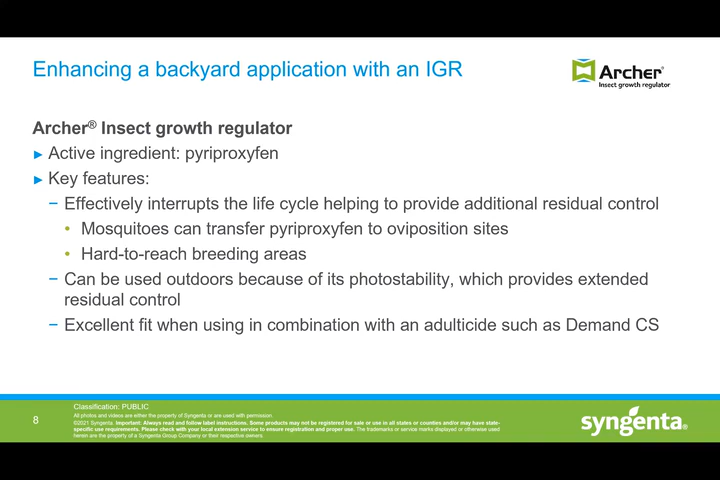 Enhancing a backyard application with an IGR
Archer®
Insect growth regulator
Archer® Insect growth regulator
► Active ingredient: pyriproxyfen
► Key features:
− Effectively interrupts the life cycle helping to provide additional residual control
• Mosquitoes can transfer pyriproxyfen to oviposition sites
• Hard-to-reach breeding areas
− Can be used outdoors because of its photostability, which provides extended
residual control
− Excellent fit when using in combination with an adulticide such as Demand CS
8
Classification: PUBLIC
All photos and videos are either the property of Syngenta or are used with permission.
©2021 Syngenta. Important: Always read and follow label instructions. Some products may not be registered for sale or use in all states or counties and/or may have state-
specific use requirements. Please check with your local extension service to ensure registration and proper use. The trademarks or service marks displayed or otherwise used
herein are the property of a Syngenta Group Company or their respective owners.
syngenta®